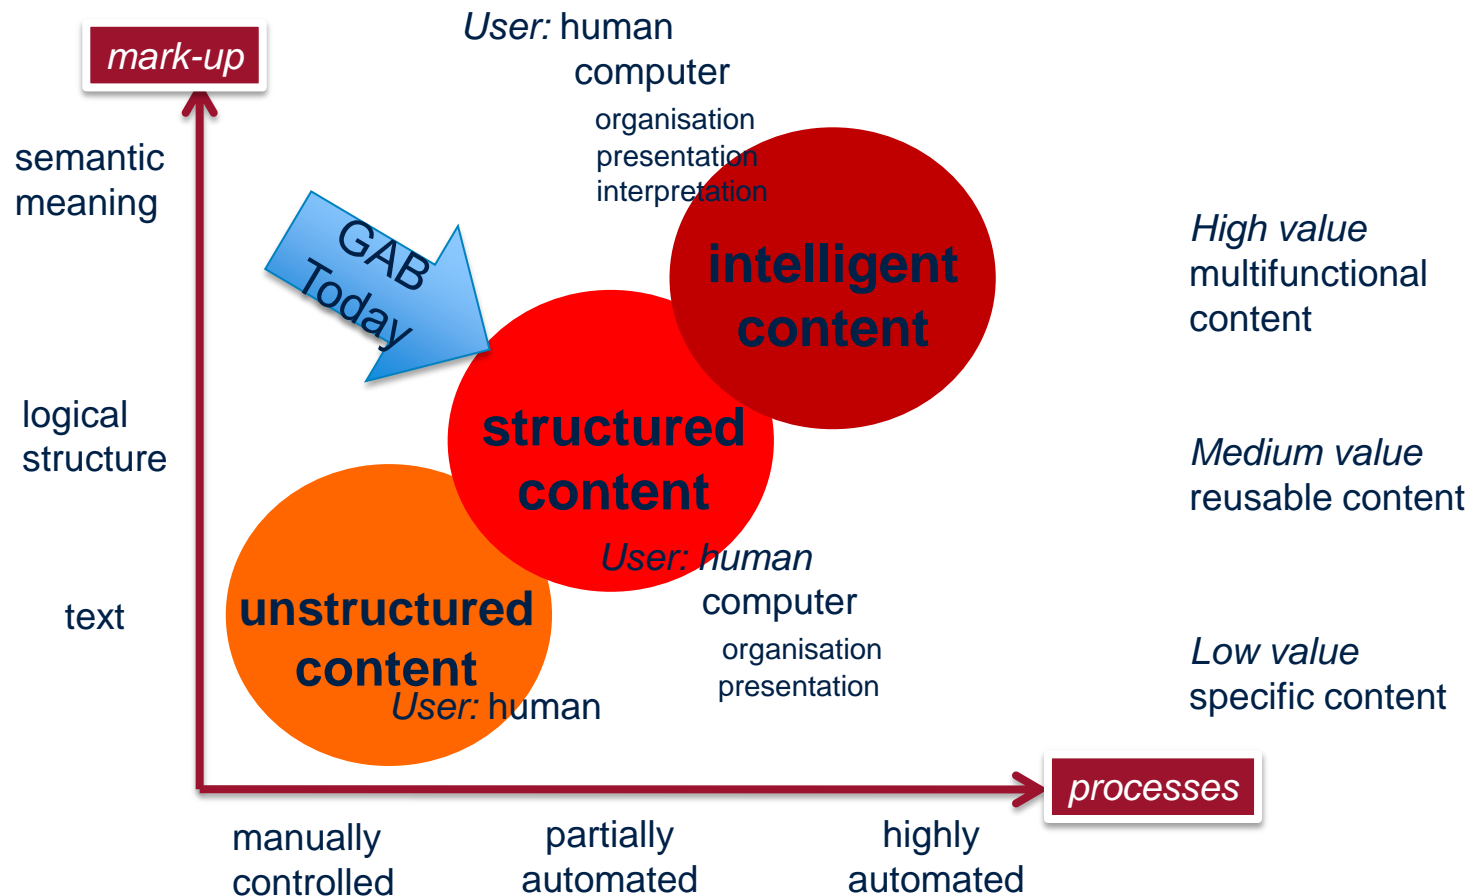 User: human
computer
organisation
presentation
interpretation
mark-up
semantic
meaning
GAB
Today
intelligent
content
High value
multifunctional
content
logical
structure
structured
content
Medium value
reusable content
User: human
computer
organisation
presentation
text
unstructured
content
User: human
Low value
specific content
processes
manually
controlled
partially
automated
highly
automated